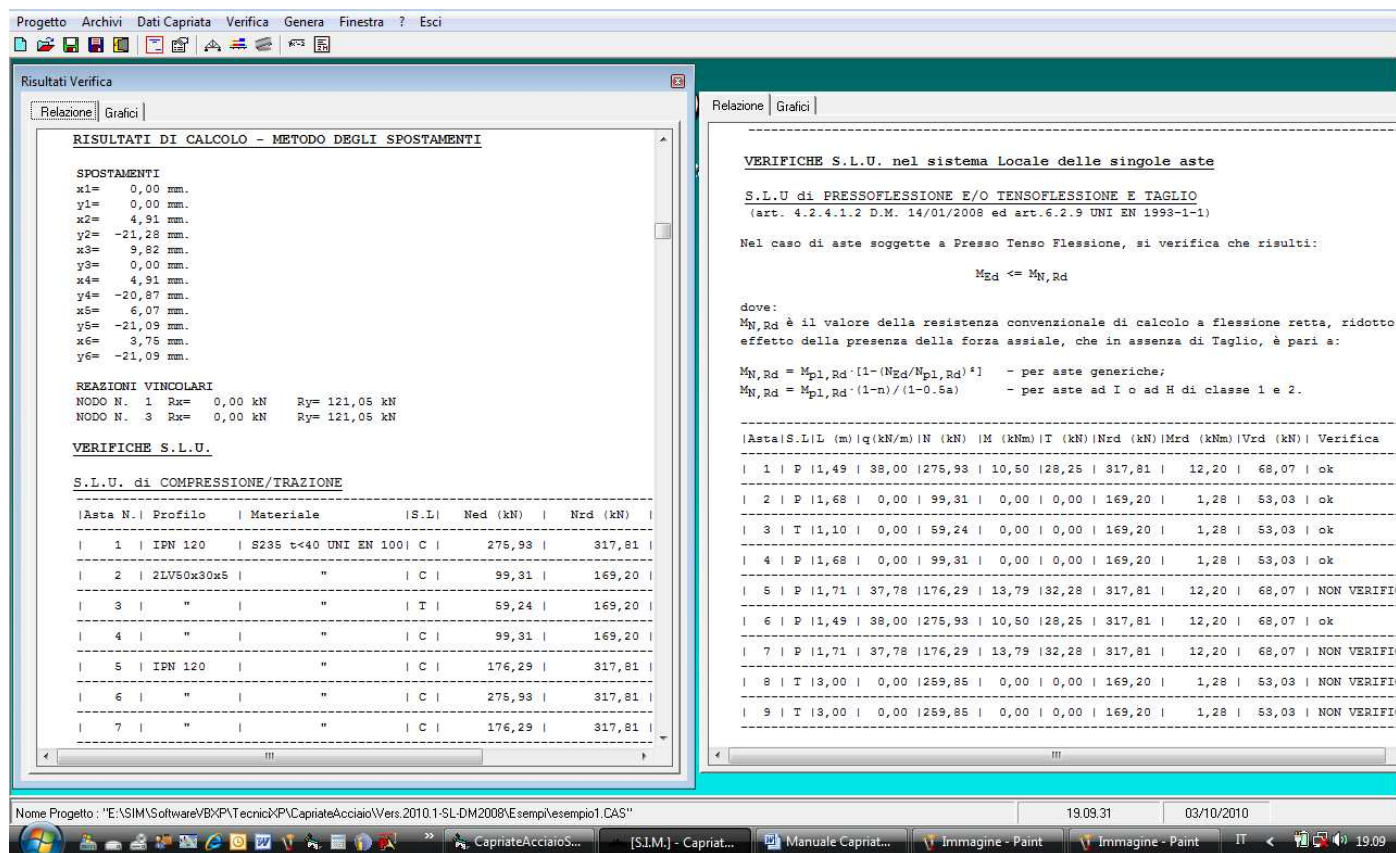 Progetto Archivi Dati Capriata Verifica Genera Finestra ? Esci
Risultati Verifica
Relazione Grafici
RISULTATI DI CALCOLO - METODO DEGLI SPOSTAMENTI
SPOSTAMENTI
x1= 0,00 mm.
y1= 0,00 mm.
x2= 4,91 mm.
y2= -21,28 mm.
x3= 9,82 mm.
y3= 0,00 mm.
x4= 4,91 mm.
y4= -20,87 mm.
x5= 6,07 mm.
y5= -21,09 mm.
x6= 3,75 mm.
y6= -21,09 mm.
REAZIONI VINCOLARI
NODO N. 1 Rx= 0,00 kN Ry= 121,05 kN
NODO N. 3 Rx= 0,00 kN Ry= 121,05 kN
VERIFICHE S.L.U.
S.L.U. di COMPRESSIONE/TRAZIONE
|Asta N.| Profilo | Materiale |S.L| Ned (kN) | Nrd (kN) |
| 1 | IPN 120 | S235 t<40 UNI EN 100| C | 275,93 | 317,81 |
| 2 | 2LV50x30x5 | " | C | 99,31 | 169,20 |
| 3 | " | " | T | 59,24 | 169,20 |
| 4 | " | " | C | 99,31 | 169,20 |
| 5 | IPN 120 | " | C | 176,29 | 317,81 |
| 6 | " | " | C | 275,93 | 317,81 |
| 7 | " | " | C | 176,29 | 317,81 |
Relazione Grafici
VERIFICHE S.L.U. nel sistema Locale delle singole aste
S.L.U di PRESSOFLESSIONE E/O TENSOFLESSIONE E TAGLIO
(art. 4.2.4.1.2 D.M. 14/01/2008 ed art.6.2.9 UNI EN 1993-1-1)
Nel caso di aste soggette a Presso Tenso Flessione, si verifica che risulti:
MEd <= MN,Rd
dove:
MN,Rd è il valore della resistenza convenzionale di calcolo a flessione retta, ridotto
effetto della presenza della forza assiale, che in assenza di Taglio, è pari a:
MN,Rd = Mpl,Rd·[1-(NEd/Npl,Rd)²] - per aste generiche;
MN,Rd = Mpl,Rd·(1-n)/(1-0.5a) - per aste ad I o ad H di classe 1 e 2.
|Asta|S.L|L (m)|q(kN/m)|N (kN) |M (kNm)|T (kN)|Nrd (kN)|Mrd (kNm)|Vrd (kN)| Verifica
| 1 | P |1,49 | 38,00 |275,93 | 10,50 |28,25 | 317,81 | 12,20 | 68,07 | ok
| 2 | P |1,68 | 0,00 | 99,31 | 0,00 | 0,00 | 169,20 | 1,28 | 53,03 | ok
| 3 | T |1,10 | 0,00 | 59,24 | 0,00 | 0,00 | 169,20 | 1,28 | 53,03 | ok
| 4 | P |1,68 | 0,00 | 99,31 | 0,00 | 0,00 | 169,20 | 1,28 | 53,03 | ok
| 5 | P |1,71 | 37,78 |176,29 | 13,79 |32,28 | 317,81 | 12,20 | 68,07 | NON VERIFI
| 6 | P |1,49 | 38,00 |275,93 | 10,50 |28,25 | 317,81 | 12,20 | 68,07 | ok
| 7 | P |1,71 | 37,78 |176,29 | 13,79 |32,28 | 317,81 | 12,20 | 68,07 | NON VERIFI
| 8 | T |3,00 | 0,00 |259,85 | 0,00 | 0,00 | 169,20 | 1,28 | 53,03 | NON VERIFI
| 9 | T |3,00 | 0,00 |259,85 | 0,00 | 0,00 | 169,20 | 1,28 | 53,03 | NON VERIFI
Nome Progetto : "E:\SIM\SoftwareVBXP\TecniciXP\CapriateAcciaio\Vers.2010.1-SL-DM2008\Esempi\esempio1.CAS" 19.09.31 03/10/2010
» CapriateAcciaioS... [S.I.M.] - Capriat... Manuale Capriat... Immagine - Paint Immagine - Paint IT 19.09